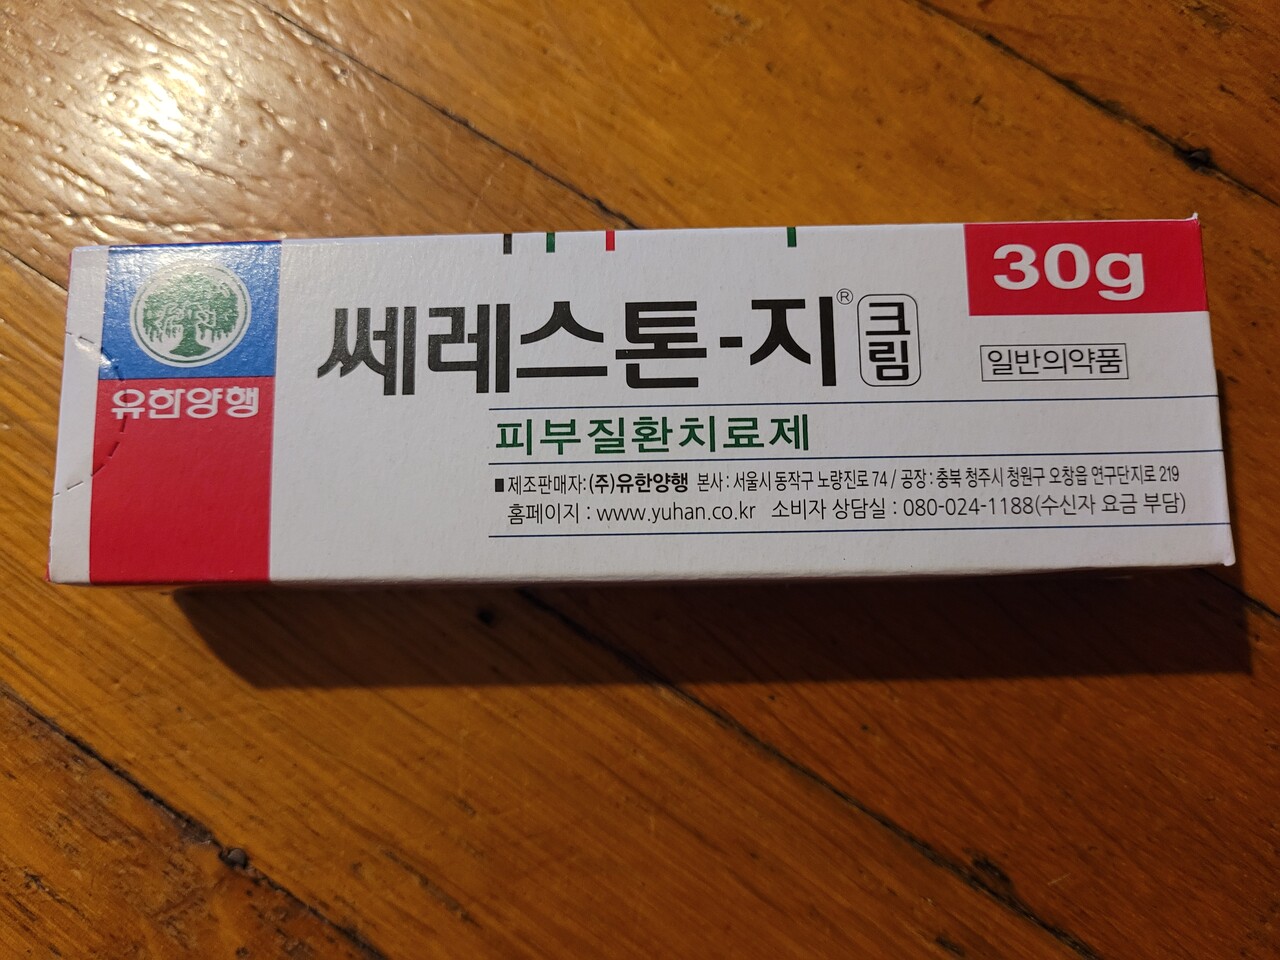 유한양행
쎄레스톤-지® 크림
30g
일반의약품
피부질환치료제
■ 제조판매자:(주)유한양행 본사 : 서울시 동작구 노량진로 74 / 공장 : 충북 청주시 청원구 오창읍 연구단지로 219
홈페이지 : www.yuhan.co.kr 소비자 상담실 : 080-024-1188(수신자 요금 부담)